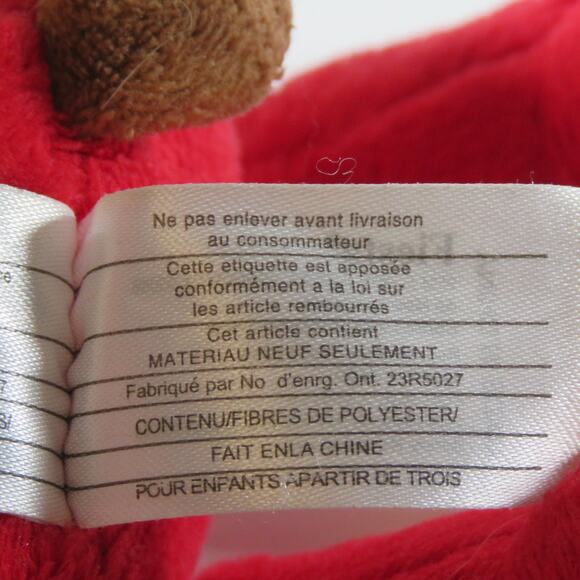 Ne pas enlever avant livraison
au consommateur
Cette etiquette est apposée
conformément a la loi sur
les article rembourrés
Cet article contient
MATERIAU NEUF SEULEMENT
Fabriqué par No d'enrg. Ont. 23R5027
CONTENU/FIBRES DE POLYESTER/
FAIT ENLA CHINE
POUR ENFANTS APARTIR DE TROIS